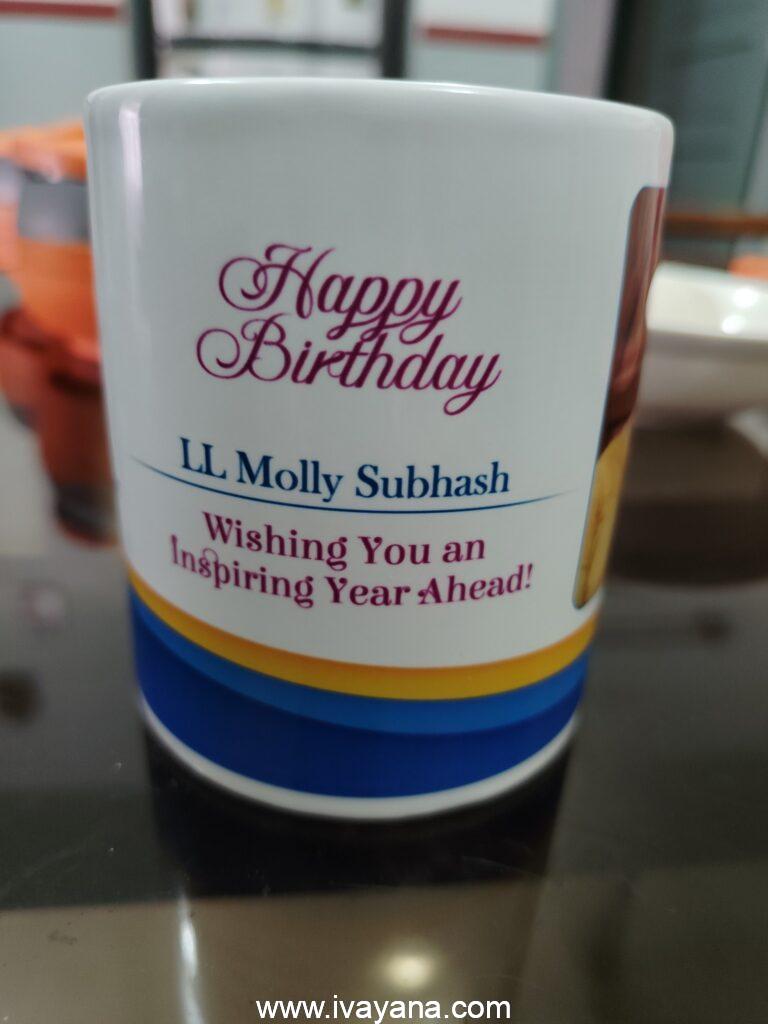 Happy
Birthday
LL Molly Subhash
Wishing You an
Inspiring Year Ahead!
www.ivayana.com